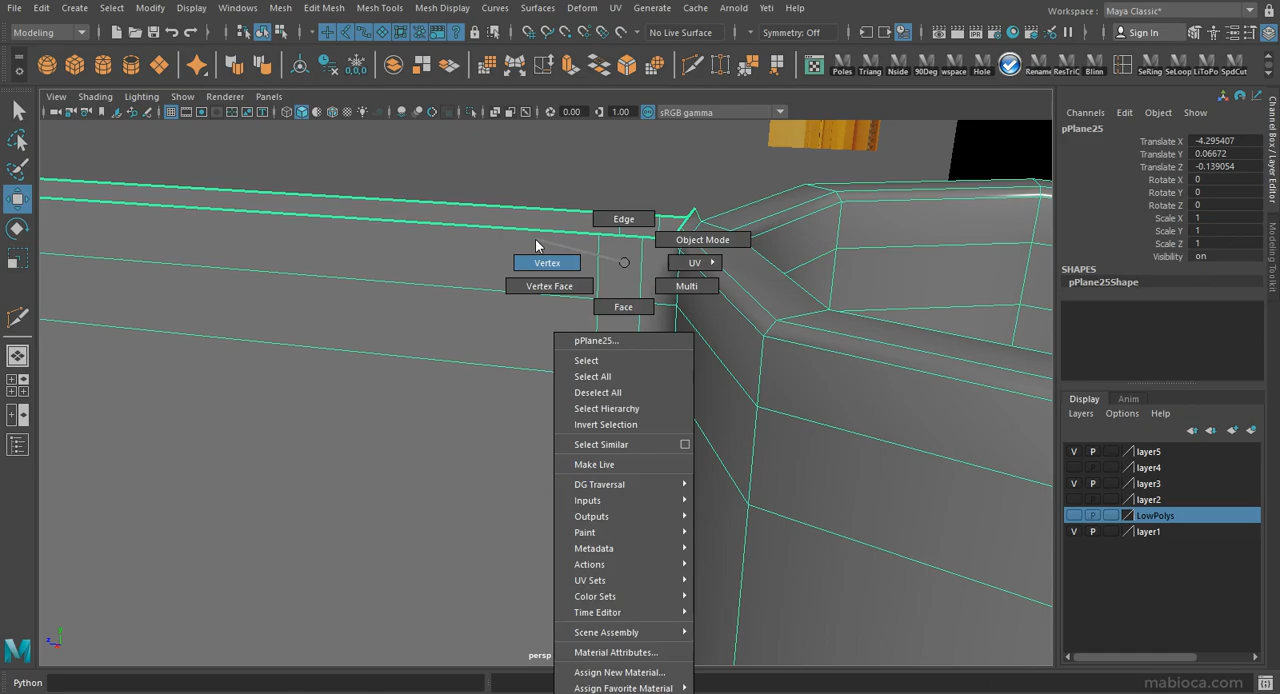 File Edit Create Select Modify Display Windows Mesh Edit Mesh Mesh Tools Mesh Display Curves Surfaces Deform UV Generate Cache Arnold Yeti Help
Workspace : Maya Classic*
Modeling
No Live Surface
Symmetry: Off
Sign In
Poles Triang Nside 90Deg wspace Hole Rename ResTriC Blinn SeRing SeLoop LiToPo SpdCut
View Shading Lighting Show Renderer Panels
0.00 1.00 sRGB gamma
Channels Edit Object Show
pPlane25
Translate X -4.295407
Translate Y 0.06672
Translate Z -0.139054
Rotate X 0
Rotate Y 0
Rotate Z 0
Scale X 1
Scale Y 1
Scale Z 1
Visibility on
SHAPES
pPlane25Shape
Channel Box / Layer Editor
Modeling Toolkit
Edge
Object Mode
Vertex
UV
Vertex Face
Multi
Face
pPlane25...
Select
Select All
Deselect All
Select Hierarchy
Invert Selection
Select Similar
Make Live
DG Traversal
Inputs
Outputs
Paint
Metadata
Actions
UV Sets
Color Sets
Time Editor
Scene Assembly
Material Attributes...
Assign New Material...
Assign Favorite Material
Display Anim
Layers Options Help
V P layer5
P layer4
V P layer3
P layer2
P LowPolys
V P layer1
persp
Python
mabioca.com